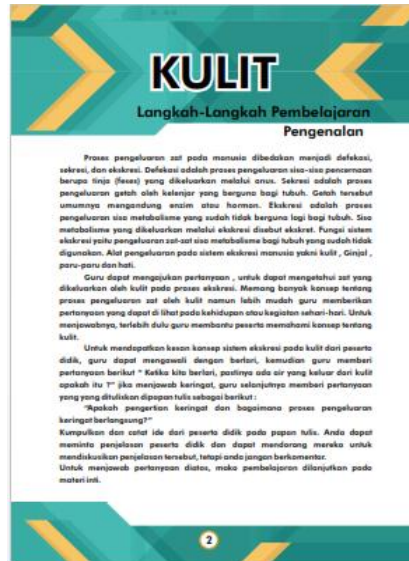 KULIT
Langkah-Langkah Pembelajaran
Pengenalan
Proses pengeluaran zat pada manusia dibedakan menjadi defekasi,
sekresi, dan ekskresi. Defekasi adalah proses pengeluaran sisa-sisa pencernaan
berupa tinja (feses) yang dikeluarkan melalui anus. Sekresi adalah proses
pengeluaran getah oleh kelenjar yang berguna bagi tubuh. Getah tersebut
umumnya mengandung enzim atau hormon. Ekskresi adalah proses
pengeluaran sisa metabolisme yang sudah tidak berguna lagi bagi tubuh. Sisa
metabolisme yang dikeluarkan melalui ekskresi disebut ekskret. Fungsi sistem
ekskresi yaitu pengeluaran zat-zat sisa metabolisme bagi tubuh yang sudah tidak
digunakan. Alat pengeluaran pada sistem ekskresi manusia yakni kulit , Ginjal ,
paru-paru dan hati.
Guru dapat mengajukan pertanyaan , untuk dapat mengetahui zat yang
dikeluarkan oleh kulit pada proses ekskresi. Memang banyak konsep tentang
proses pengeluaran zat oleh kulit namun lebih mudah guru memberikan
pertanyaan yang dapat di lihat pada kehidupan atau kegiatan sehari-hari. Untuk
menjawabnya, terlebih dulu guru membantu peserta memahami konsep tentang
kulit.
Untuk mendapatkan kesan konsep sistem ekskresi pada kulit dari peserta
didik, guru dapat mengawali dengan berlari, kemudian guru memberi
pertanyaan berikut " Ketika kita berlari, pastinya ada air yang keluar dari kulit
apakah itu ?" jika menjawab keringat, guru selanjutnya memberi pertanyaan
yang yang dituliskan dipapan tulis sebagai berikut :
"Apakah pengertian keringat dan bagaimana proses pengeluaran
keringat berlangsung?"
Kumpulkan dan catat ide dari peserta didik pada papan tulis. Anda dapat
meminta penjelasan peserta didik dan dapat mendorong mereka untuk
mendiskusikan penjelasan tersebut, tetapi anda jangan berkomentar.
Untuk menjawab pertanyaan diatas, maka pembelajaran dilanjutkan pada
materi inti.
2